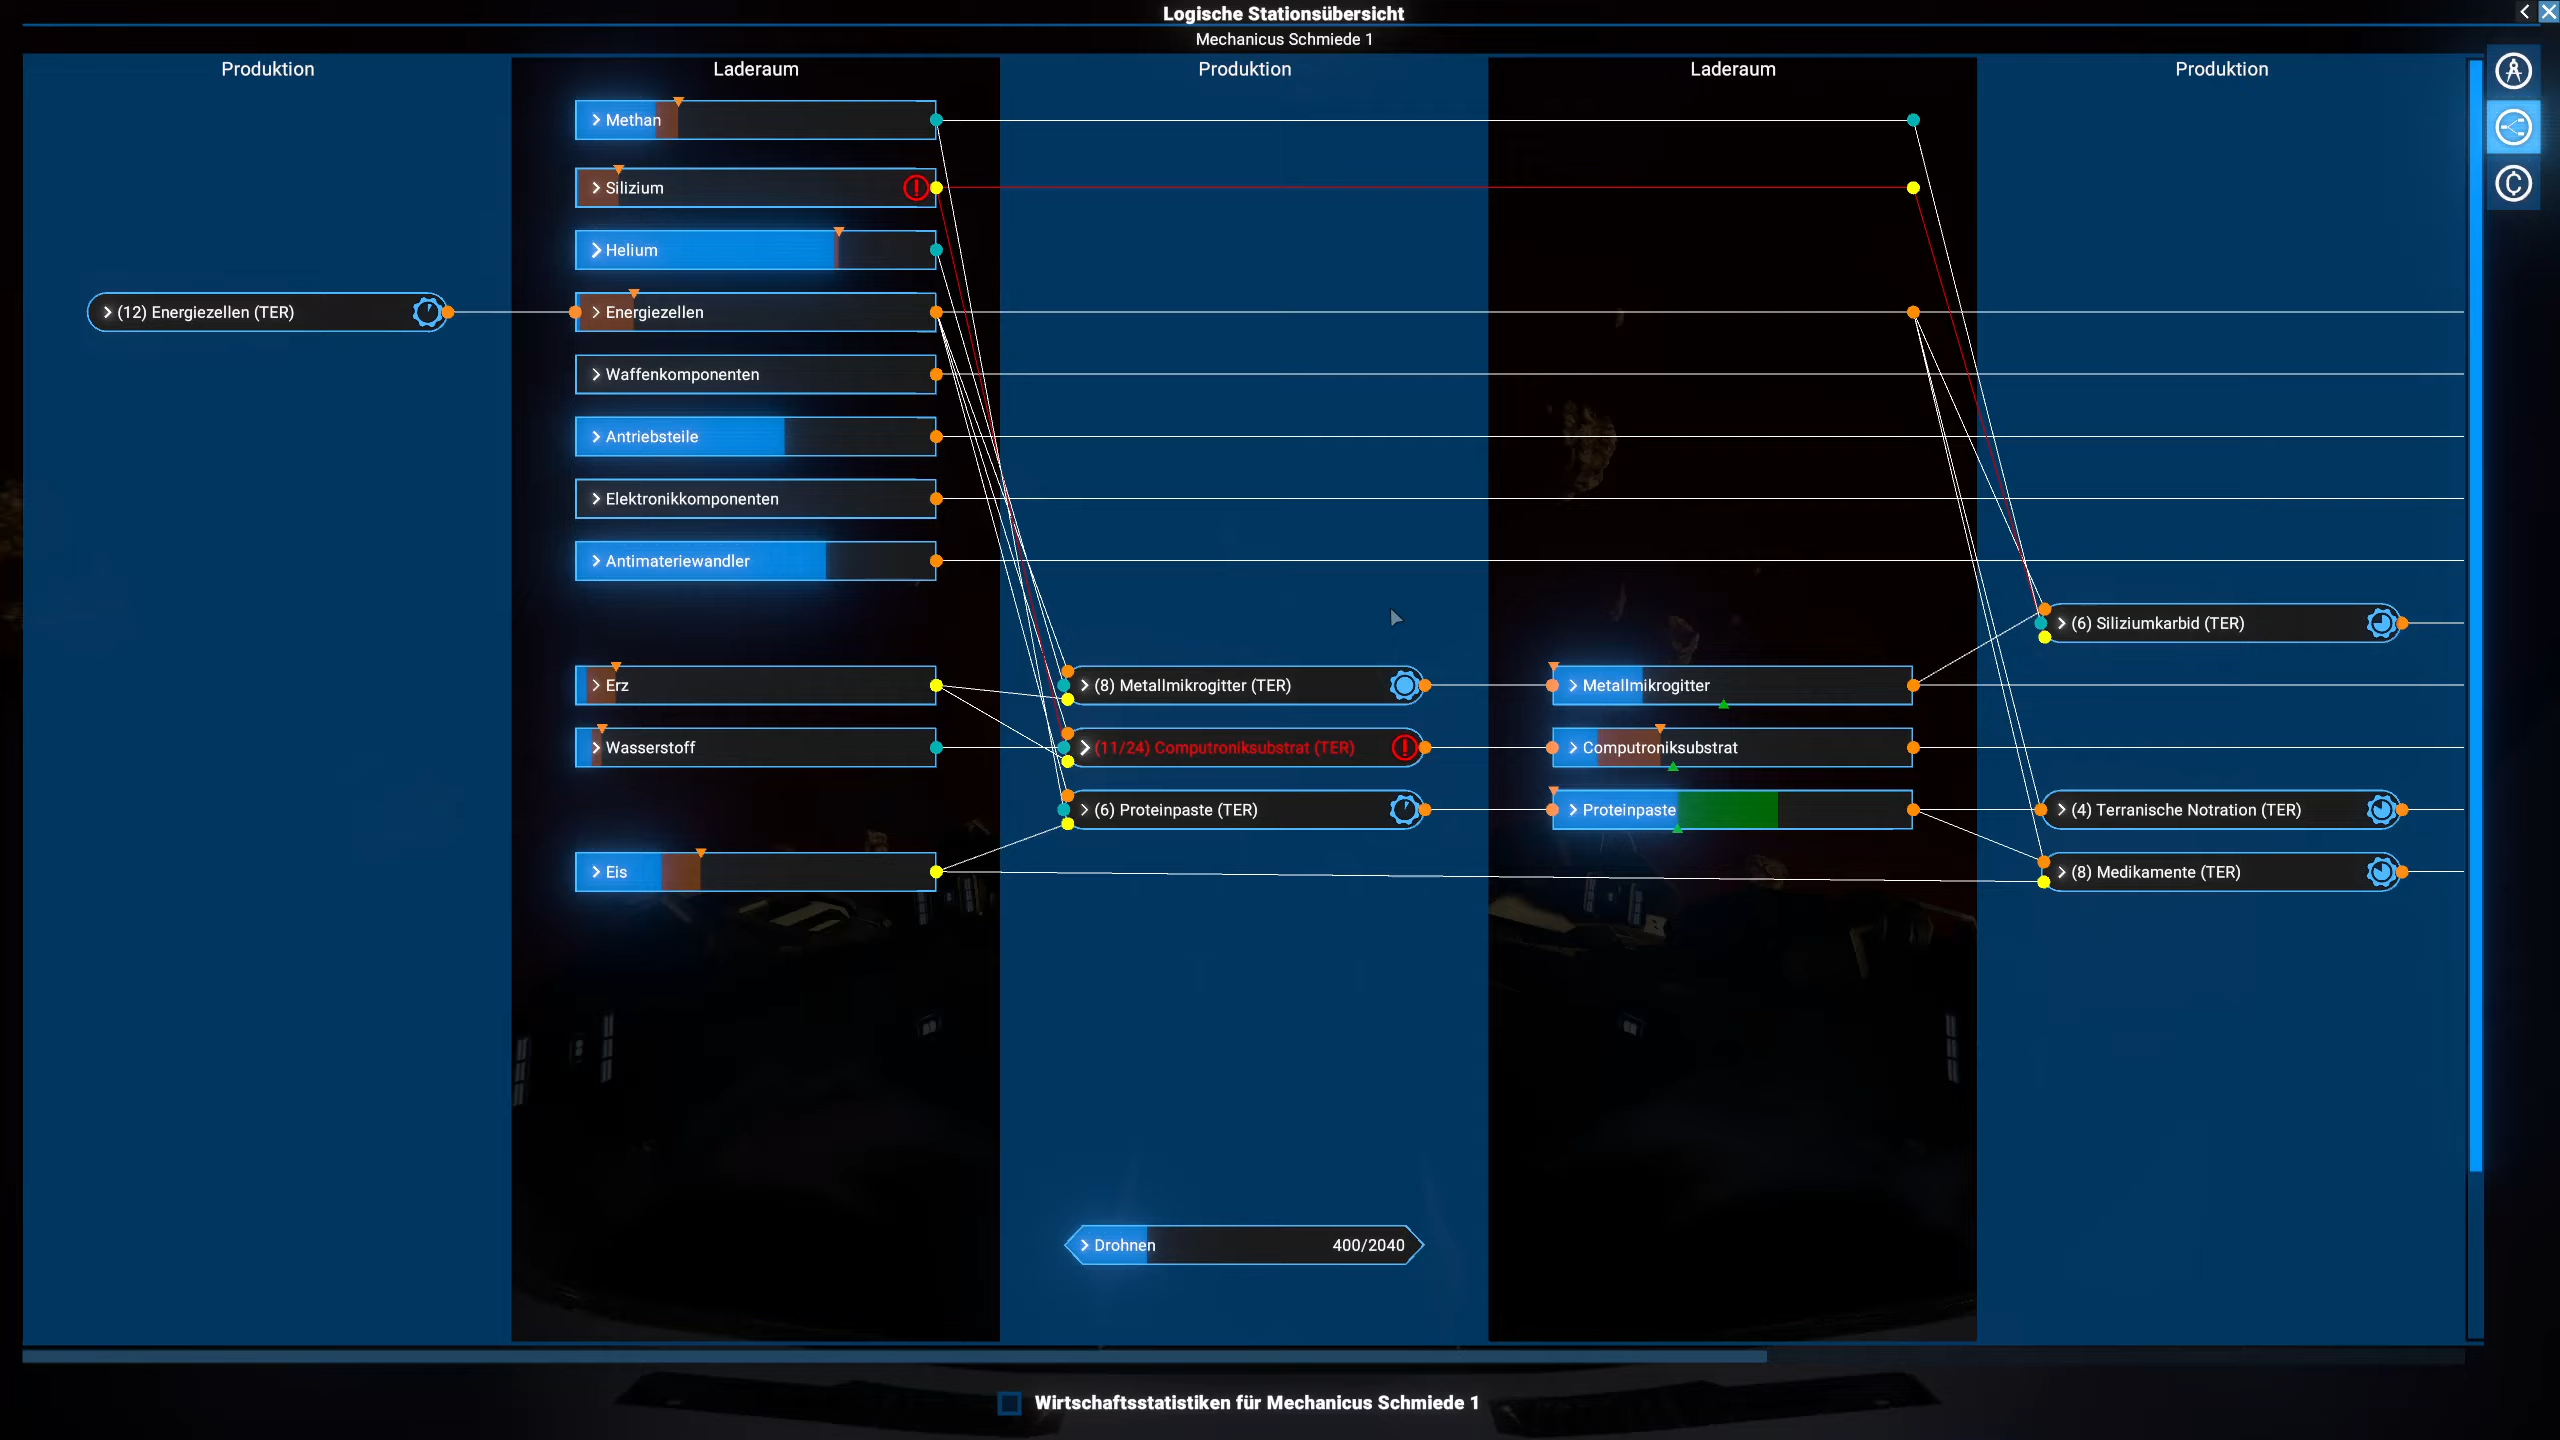 Logische Stationsübersicht
Mechanicus Schmiede 1
Produktion
Laderaum
Produktion
Laderaum
Produktion
Methan
Silizium
Helium
(12) Energiezellen (TER)
Energiezellen
Waffenkomponenten
Antriebsteile
Elektronikkomponenten
Antimateriewandler
(6) Siliziumkarbid (TER)
Erz
(8) Metallmikrogitter (TER)
Metallmikrogitter
Wasserstoff
(11/24) Computroniksubstrat (TER)
Computroniksubstrat
(6) Proteinpaste (TER)
Proteinpaste
(4) Terranische Notration (TER)
Eis
(8) Medikamente (TER)
Drohnen 400/2040
Wirtschaftsstatistiken für Mechanicus Schmiede 1